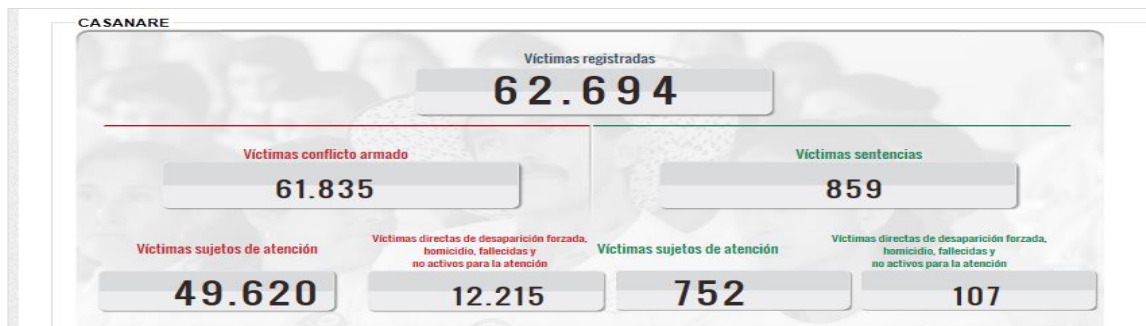 CASANARE
Víctimas registradas
62.694
Víctimas conflicto armado
61.835
Víctimas sentencias
859
Víctimas sujetos de atención
49.620
Víctimas directas de desaparición forzada,
homicidio, fallecidas y
no activos para la atención
12.215
Víctimas sujetos de atención
752
Víctimas directas de desaparición forzada,
homicidio, fallecidas y
no activos para la atención
107